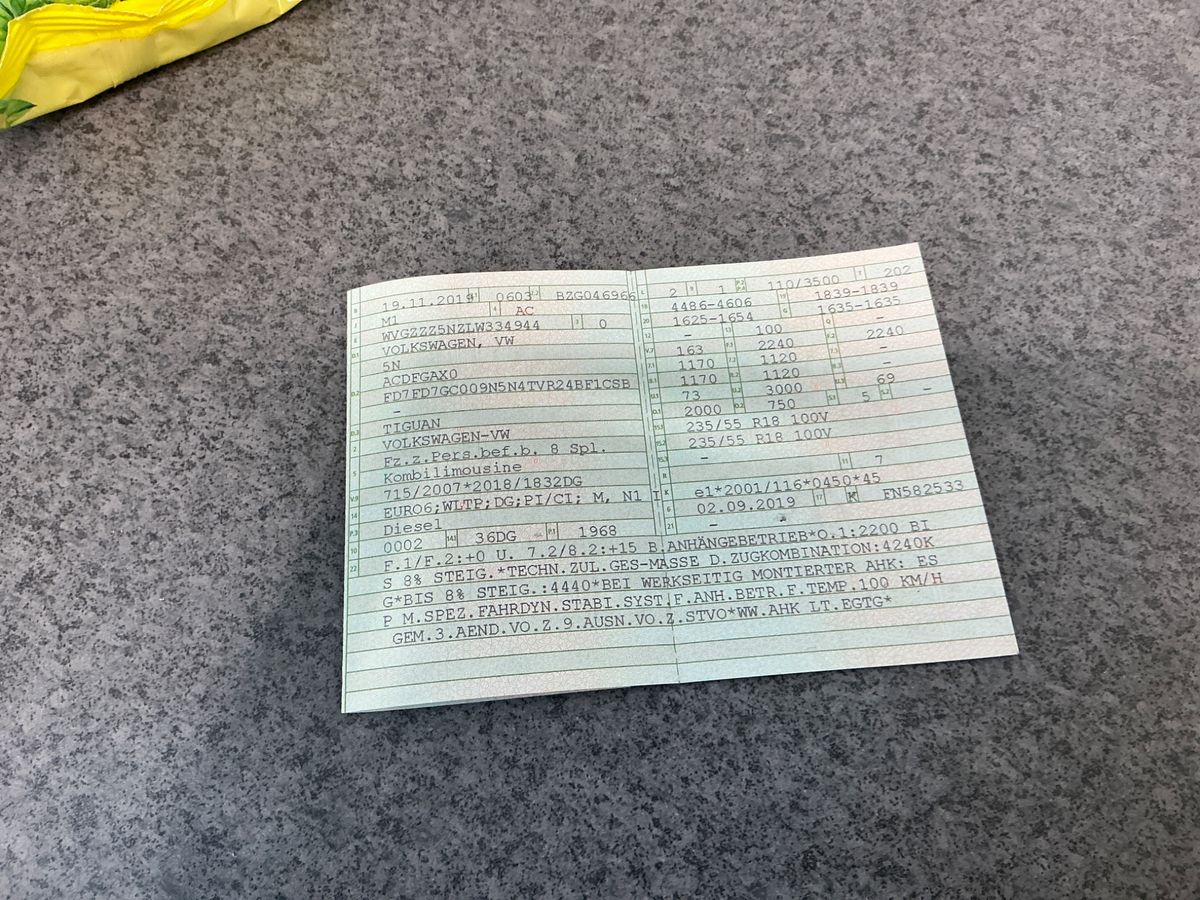 19.11.2019 0603 BZG046966
M1 AC
WVGZZZ5NZLW334944 0
VOLKSWAGEN, VW
5N
ACDFGAX0
FD7FD7GC009N5N4TVR24BF1CSB
–
TIGUAN
VOLKSWAGEN-VW
Fz.z.Pers.bef.b. 8 Spl.
Kombilimousine
715/2007*2018/1832DG
EURO6;WLTP;DG;PI/CI; M, N1 I
Diesel
0002 36DG 1968
2 1 110/3500 202
4486-4606 1839-1839
1625-1654 1635-1635
– 100 –
163 2240 2240
1170 1120 –
1170 1120 –
73 3000 69
2000 750 5 –
235/55 R18 100V
235/55 R18 100V
–
7
e1*2001/116*0450*45
02.09.2019 K FN582533
–
F.1/F.2:+0 U. 7.2/8.2:+15 B.ANHÄNGEBETRIEB*O.1:2200 BI
S 8% STEIG.*TECHN.ZUL.GES-MASSE D.ZUGKOMBINATION:4240K
G*BIS 8% STEIG.:4440*BEI WERKSEITIG MONTIERTER AHK: ES
P M.SPEZ.FAHRDYN.STABI.SYST.F.ANH.BETR.F.TEMP.100 KM/H
GEM.3.AEND.VO.Z.9.AUSN.VO.Z.STVO*WW.AHK LT.EGTG*